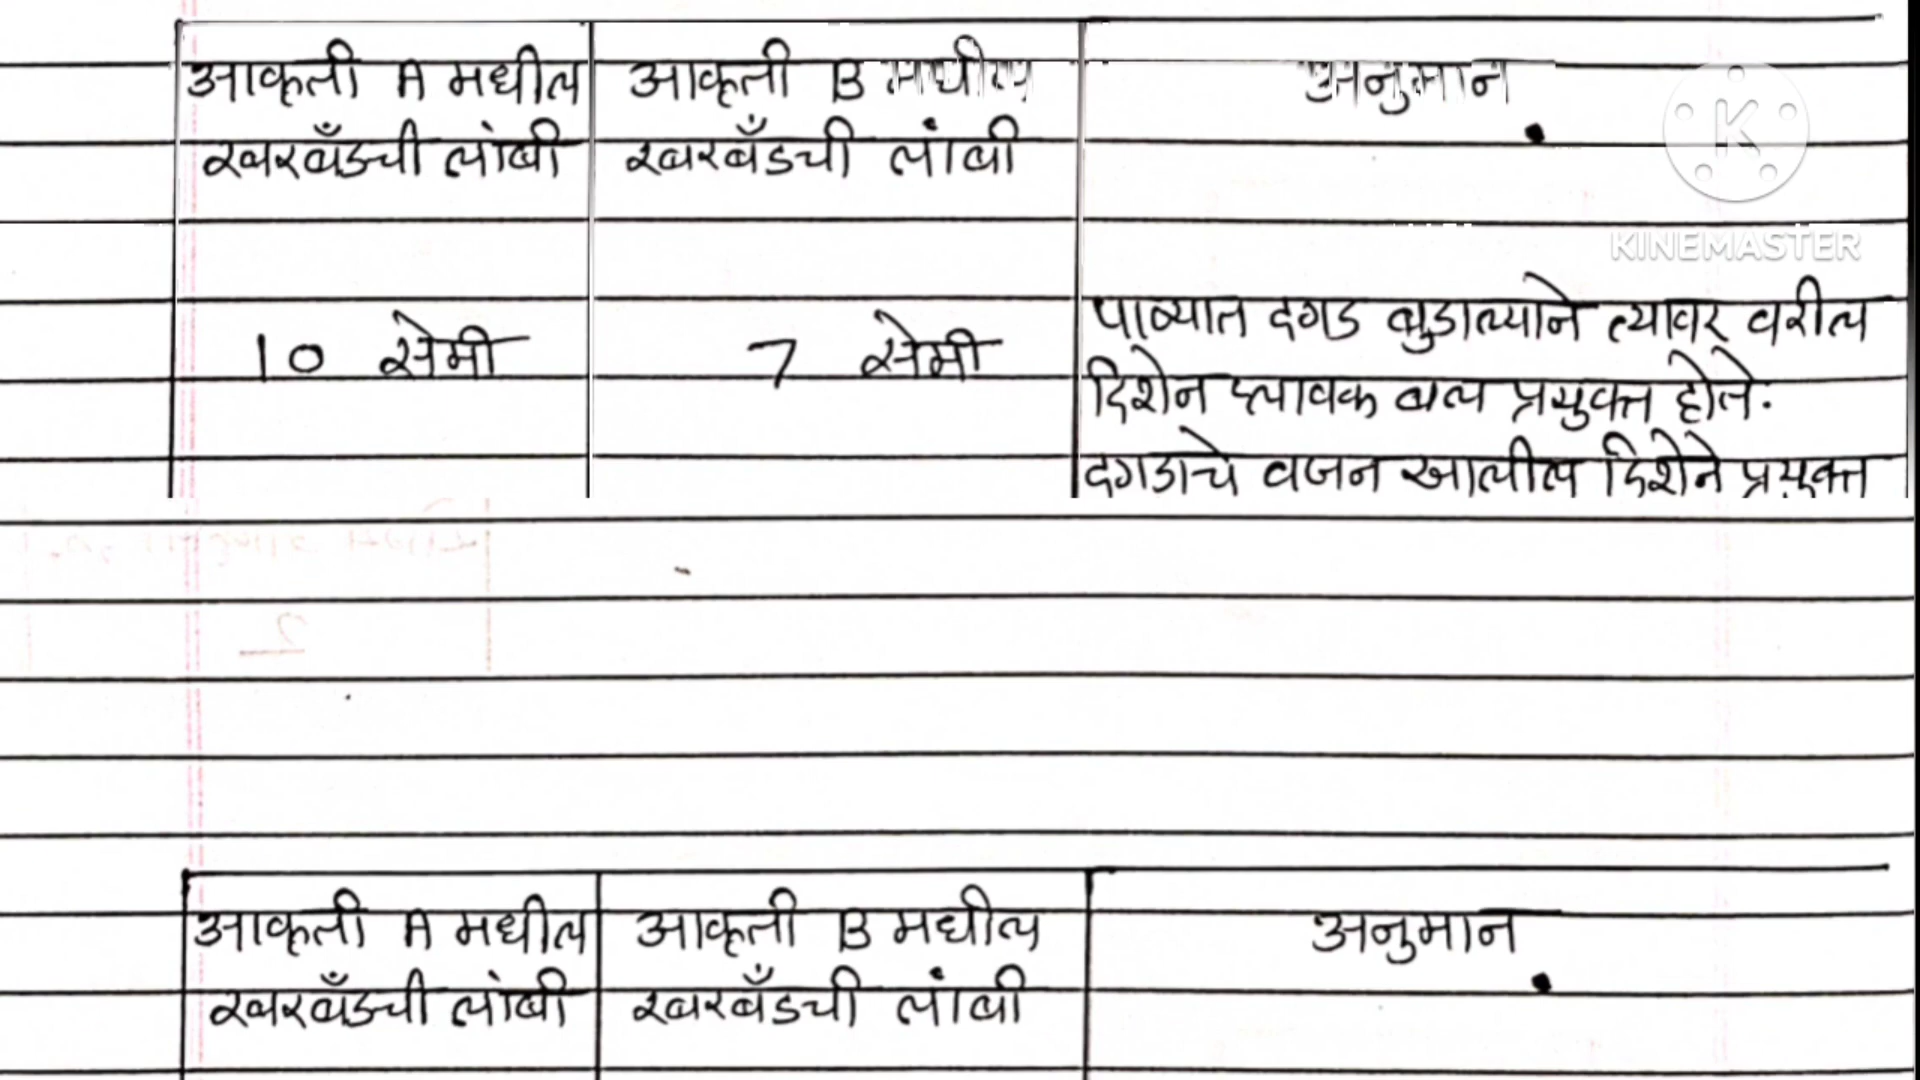 आकृती A मधील आकृती B मधील अनुमान
रबरबँडची लांबी रबरबँडची लांबी
KINEMASTER
पाण्यात दगड बुडाल्याने त्यावर वरील
10 सेमी 7 सेमी
दिशेन प्लावक बल प्रयुक्त होते.
दगडाचे वजन खालील दिशेने प्रयुक्त
आकृती A मधील आकृती B मधील अनुमान
रबरबँडची लांबी रबरबँडची लांबी